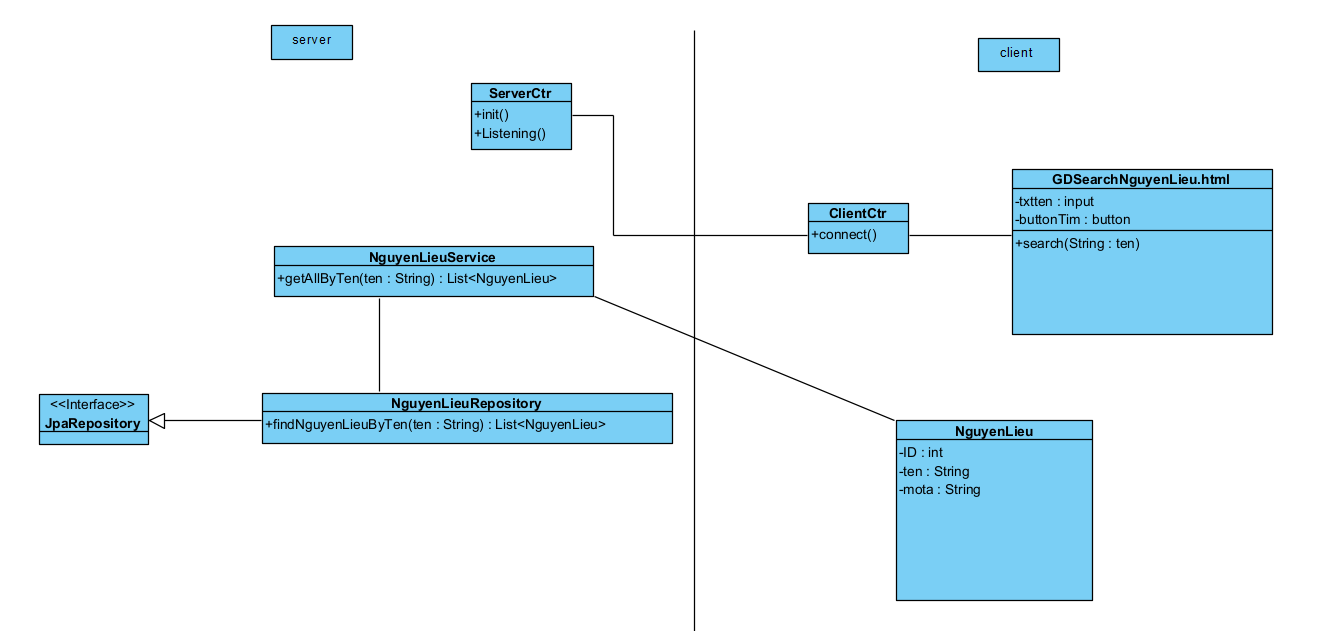 server
client
ServerCtr
+init()
+Listening()
GDSearchNguyenLieu.html
-txtten : input
-buttonTim : button
+search(String : ten)
ClientCtr
+connect()
NguyenLieuService
+getAllByTen(ten : String) : List<NguyenLieu>
<<Interface>>
JpaRepository
NguyenLieuRepository
+findNguyenLieuByTen(ten : String) : List<NguyenLieu>
NguyenLieu
-ID : int
-ten : String
-mota : String